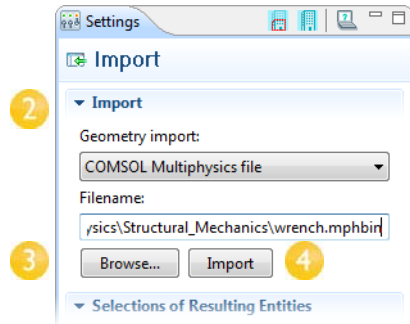 Settings
Import
2
Import
Geometry import:
COMSOL Multiphysics file
Filename:
ysics\Structural_Mechanics\wrench.mphbin
3
Browse...
Import
4
Selections of Resulting Entities